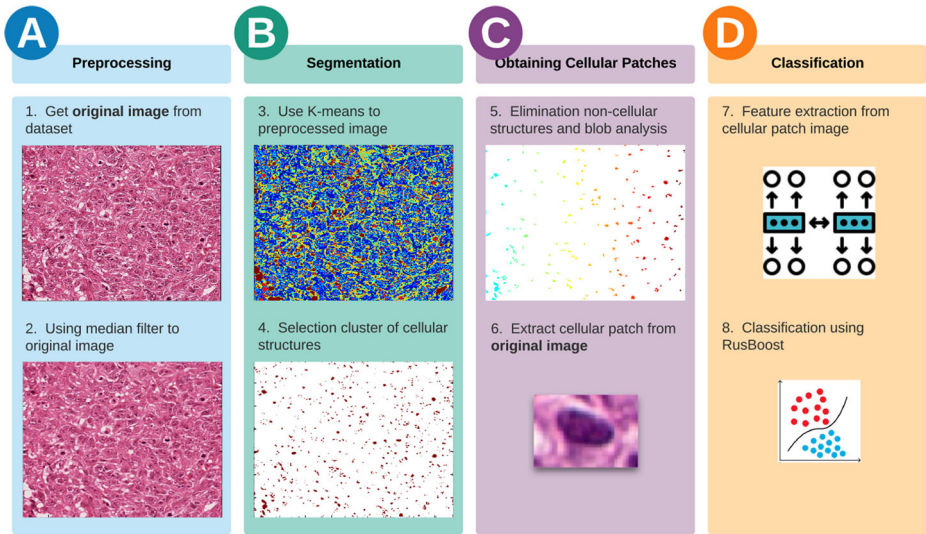 A
Preprocessing
1. Get original image from
dataset
2. Using median filter to
original image
B
Segmentation
3. Use K-means to
preprocessed image
4. Selection cluster of cellular
structures
C
Obtaining Cellular Patches
5. Elimination non-cellular
structures and blob analysis
6. Extract cellular patch from
original image
D
Classification
7. Feature extraction from
cellular patch image
8. Classification using
RusBoost